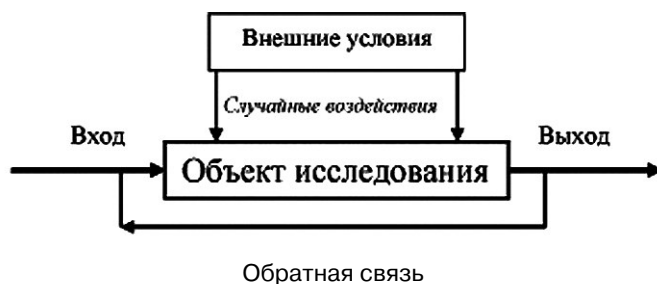 Внешние условия
Случайные воздействия
Вход
Выход
Объект исследования
Обратная связь